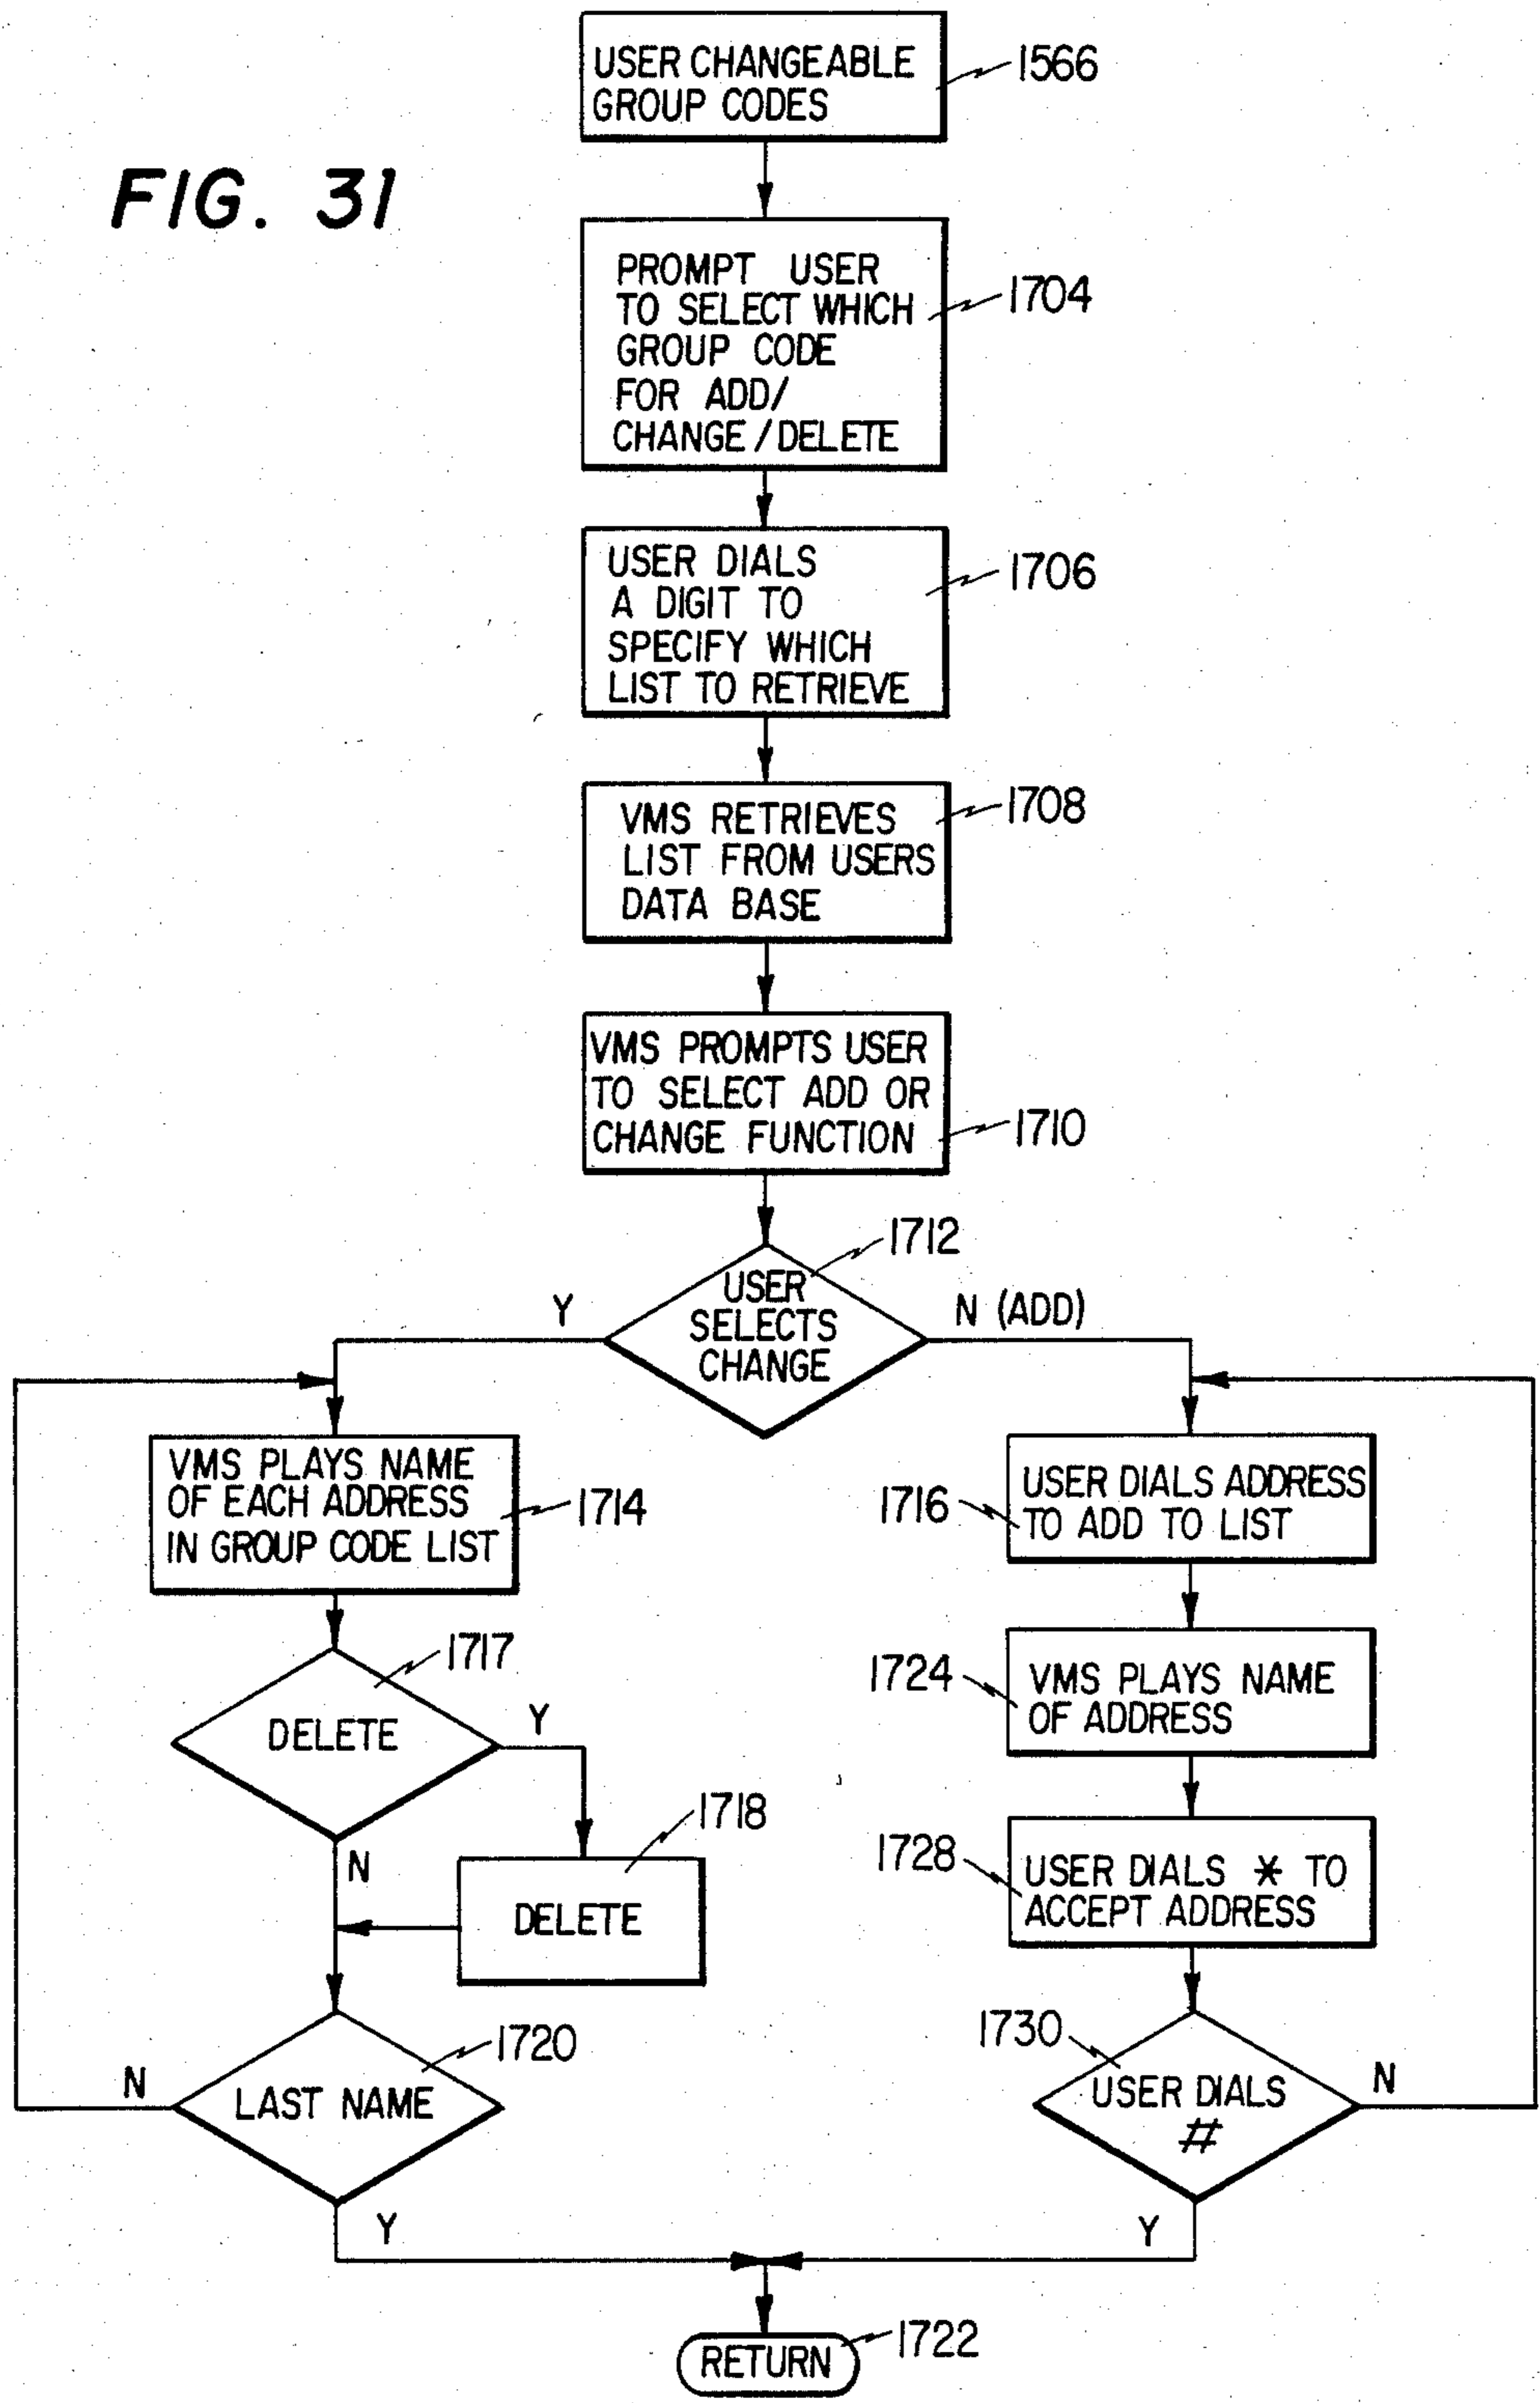 USER CHANGEABLE
GROUP CODES
1566
FIG. 31
PROMPT USER
TO SELECT WHICH
GROUP CODE
FOR ADD/
CHANGE/DELETE
1704
USER DIALS
A DIGIT TO
SPECIFY WHICH
LIST TO RETRIEVE
1706
VMS RETRIEVES
LIST FROM USERS
DATA BASE
1708
VMS PROMPTS USER
TO SELECT ADD OR
CHANGE FUNCTION
1710
1712
USER
SELECTS
CHANGE
Y
N (ADD)
VMS PLAYS NAME
OF EACH ADDRESS
IN GROUP CODE LIST
1714
1716
USER DIALS ADDRESS
TO ADD TO LIST
1717
DELETE
Y
N
1724
VMS PLAYS NAME
OF ADDRESS
1718
DELETE
1728
USER DIALS * TO
ACCEPT ADDRESS
1720
LAST NAME
N
Y
1730
USER DIALS
#
N
Y
RETURN
1722